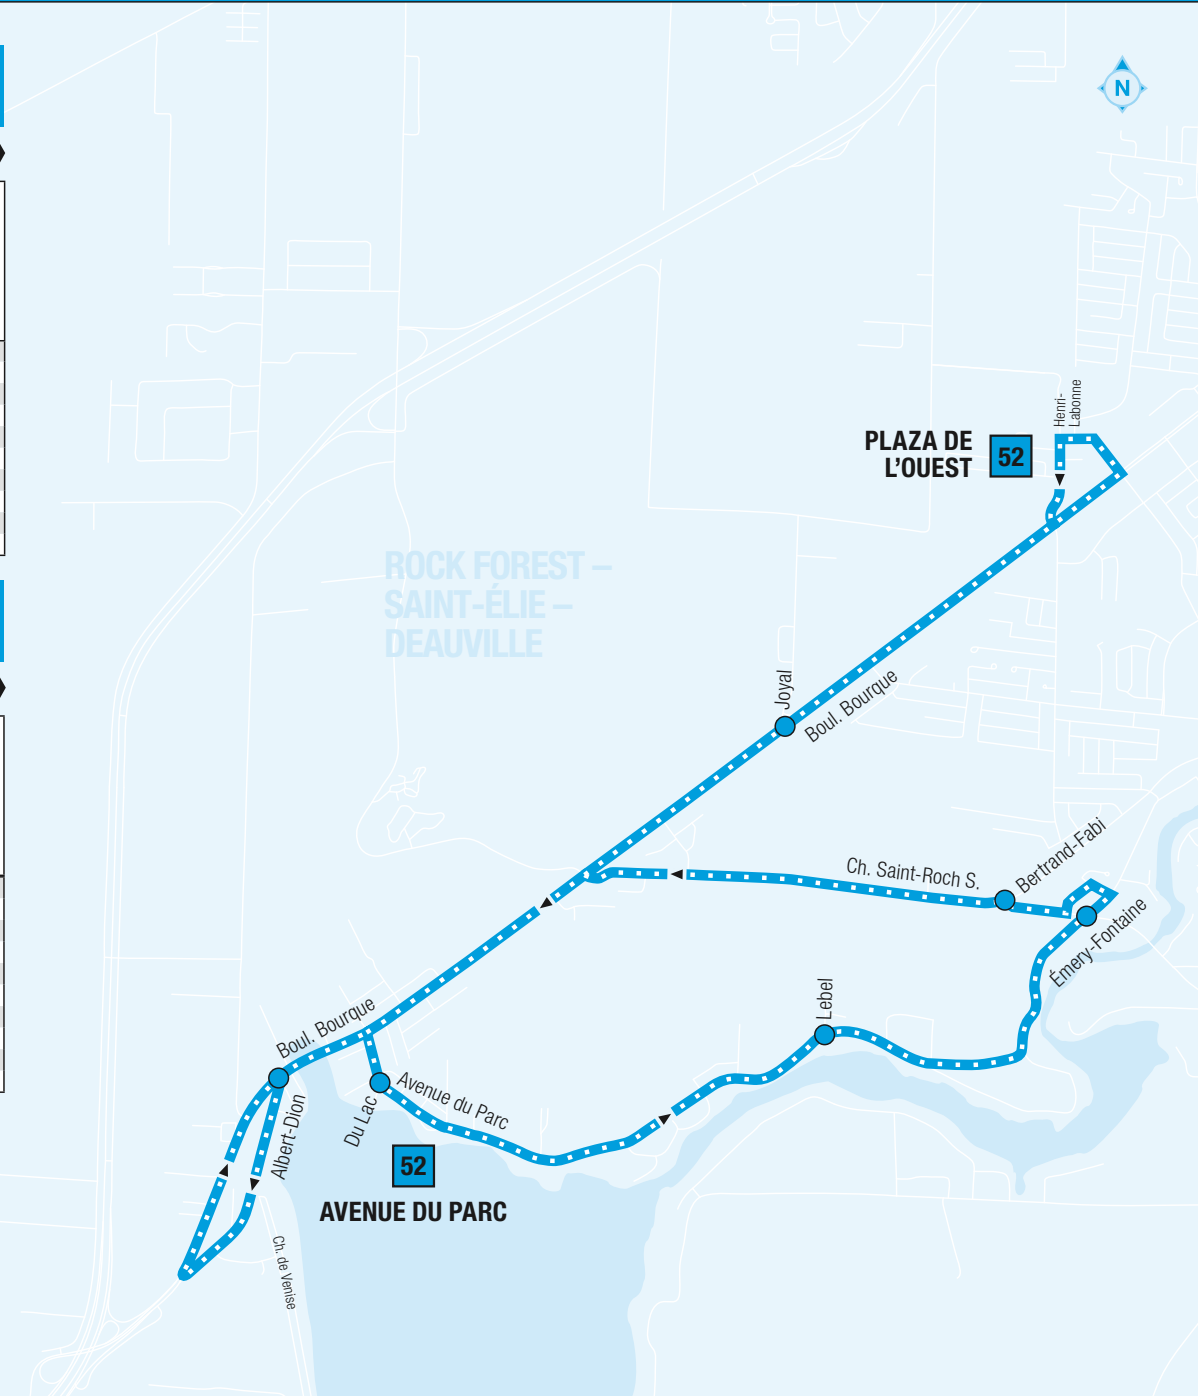 N
Henri-
Labonne
PLAZA DE
L'OUEST
52
ROCK FOREST –
SAINT-ÉLIE –
DEAUVILLE
Joyal
Boul. Bourque
Bertrand-Fabi
Ch. Saint-Roch S.
Émery-Fontaine
Lebel
Boul. Bourque
Avenue du Parc
Du Lac
Albert-Dion
52
AVENUE DU PARC
Ch. de Venise